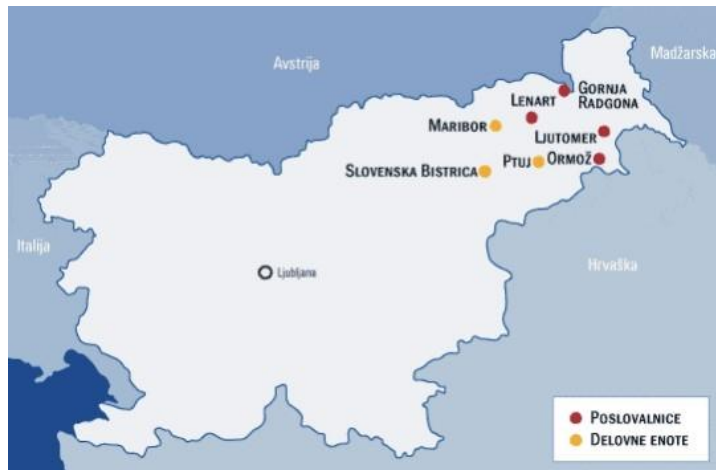 Avstrija
Madžarska
GORNJA
RADGONA
LENART
MARIBOR
LJUTOMER
SLOVENSKA BISTRICA
PTUJ
ORMOŽ
Italija
Hrvaška
Ljubljana
POSLOVALNICE
DELOVNE ENOTE